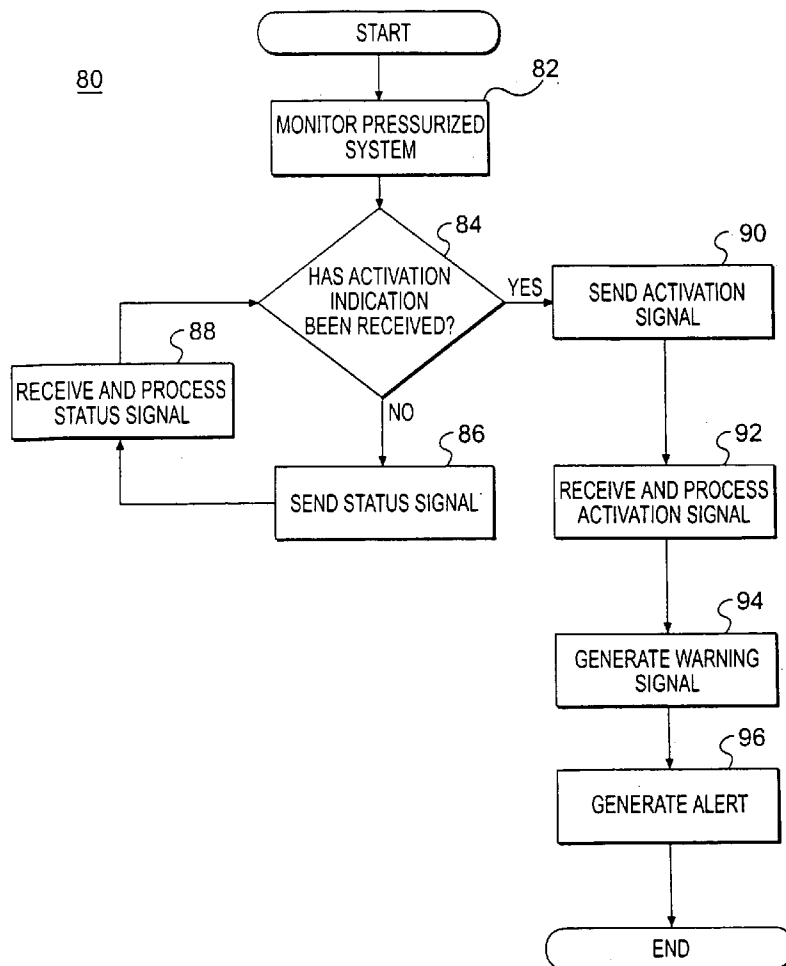 START
80
82
MONITOR PRESSURIZED
SYSTEM
84
HAS ACTIVATION
INDICATION
BEEN RECEIVED?
YES
90
SEND ACTIVATION
SIGNAL
88
RECEIVE AND PROCESS
STATUS SIGNAL
NO
86
SEND STATUS SIGNAL
92
RECEIVE AND PROCESS
ACTIVATION SIGNAL
94
GENERATE WARNING
SIGNAL
96
GENERATE ALERT
END